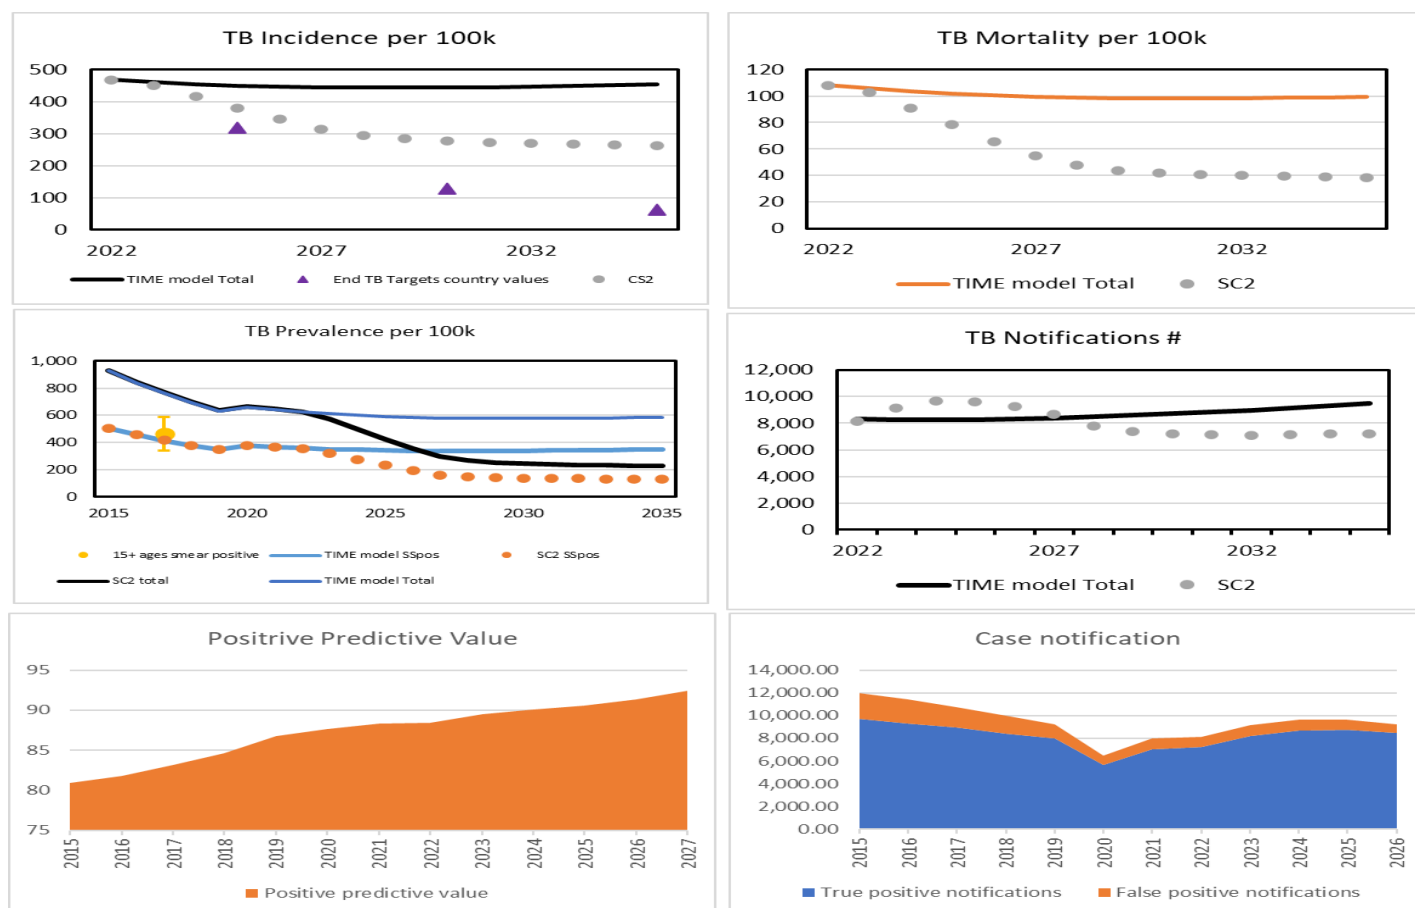 TB Incidence per 100k
500
400
300
200
100
0
2022 2027 2032
TIME model Total End TB Targets country values CS2
TB Mortality per 100k
120
100
80
60
40
20
0
2022 2027 2032
TIME model Total SC2
TB Prevalence per 100k
1,000
800
600
400
200
0
2015 2020 2025 2030 2035
15+ ages smear positive TIME model SSpos SC2 SSpos
SC2 total TIME model Total
TB Notifications #
12,000
10,000
8,000
6,000
4,000
2,000
0
2022 2027 2032
TIME model Total SC2
Positrive Predictive Value
95
90
85
80
75
2015 2016 2017 2018 2019 2020 2021 2022 2023 2024 2025 2026 2027
Positive predictive value
Case notification
14,000.00
12,000.00
10,000.00
8,000.00
6,000.00
4,000.00
2,000.00
0.00
2015 2016 2017 2018 2019 2020 2021 2022 2023 2024 2025 2026
True positive notifications False positive notifications